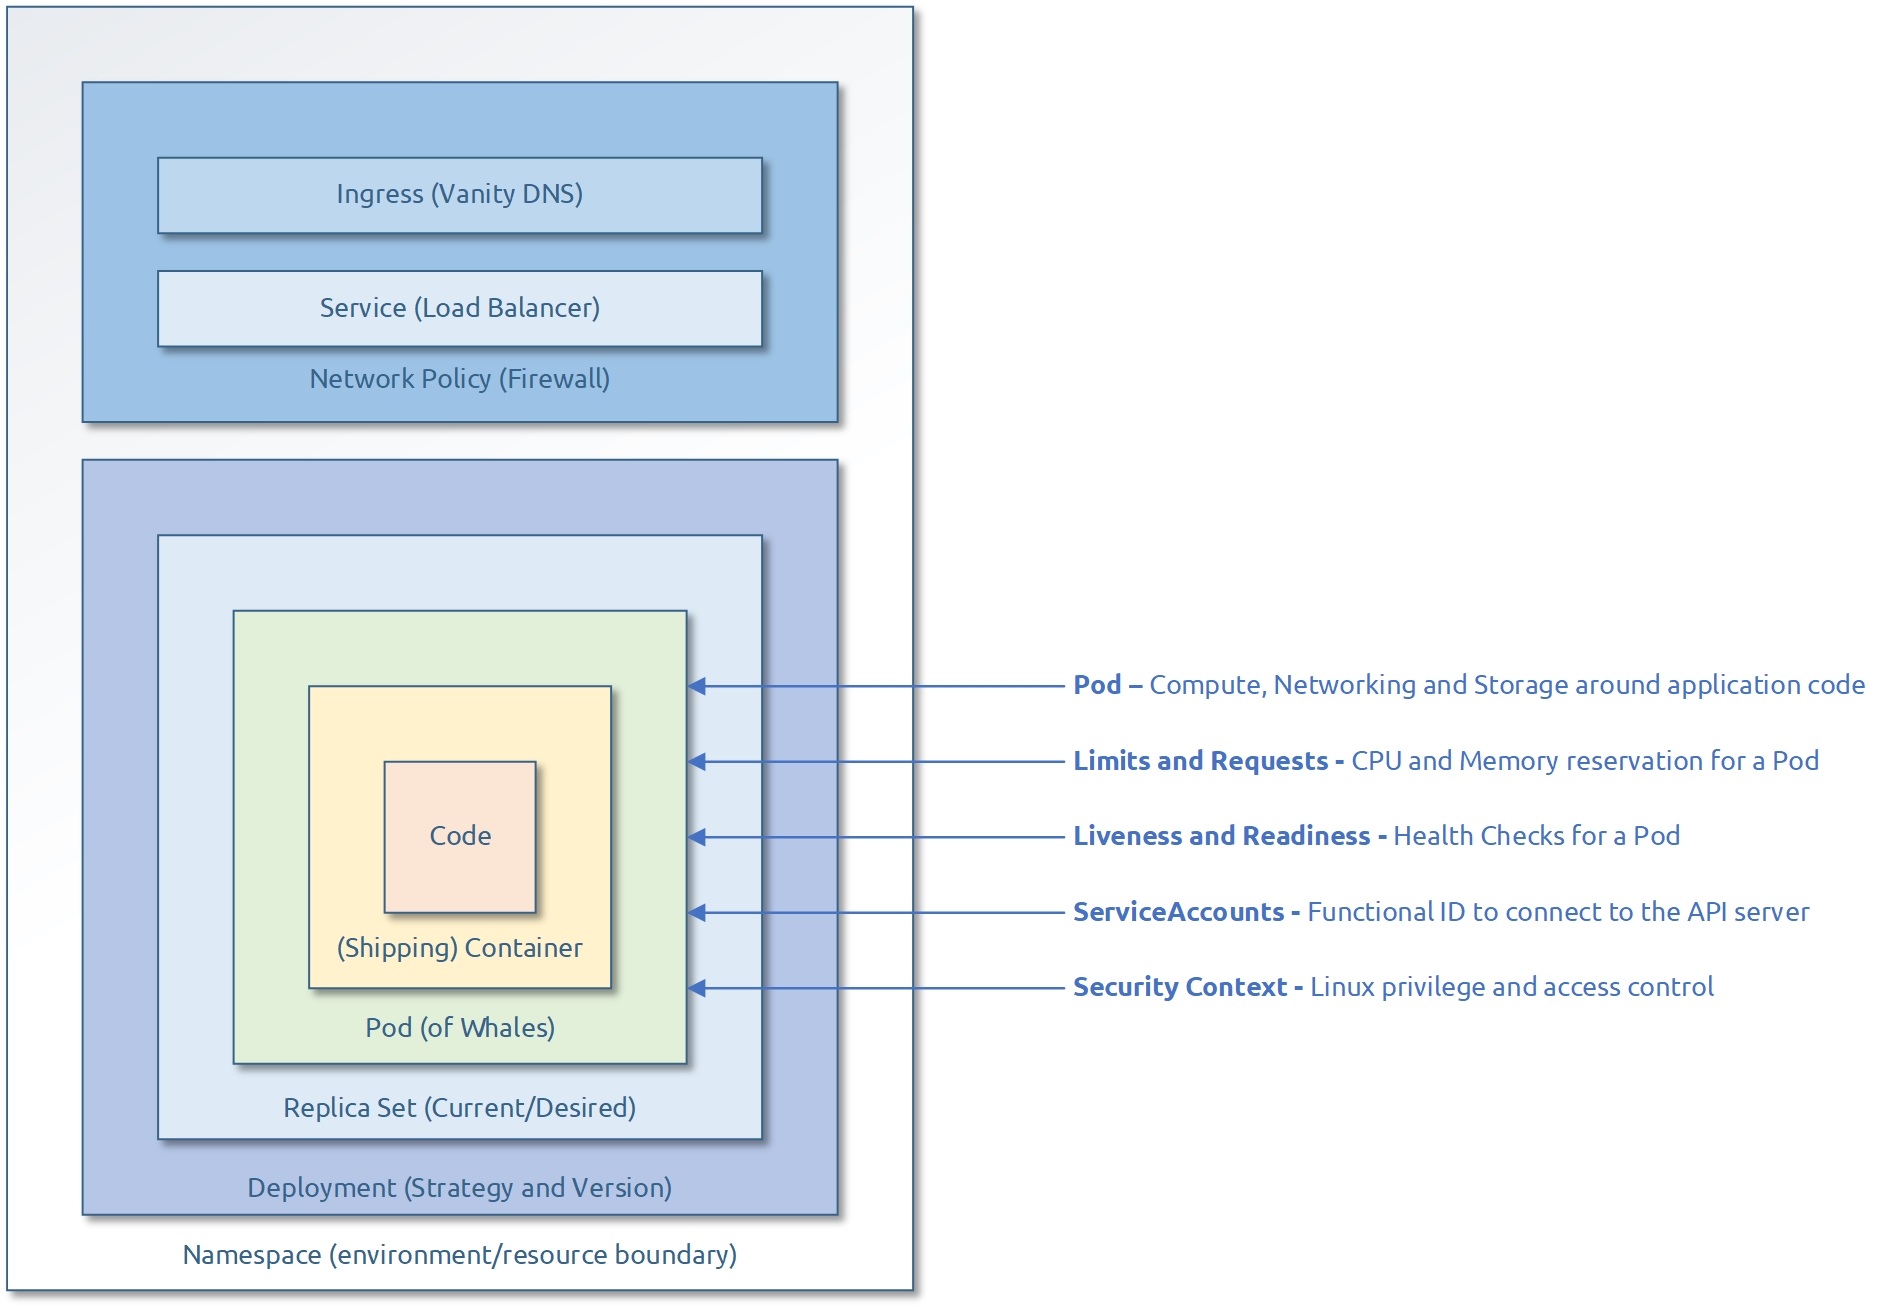 Ingress (Vanity DNS)
Service (Load Balancer)
Network Policy (Firewall)
Pod – Compute, Networking and Storage around application code
Limits and Requests - CPU and Memory reservation for a Pod
Code
Liveness and Readiness - Health Checks for a Pod
ServiceAccounts - Functional ID to connect to the API server
(Shipping) Container
Security Context - Linux privilege and access control
Pod (of Whales)
Replica Set (Current/Desired)
Deployment (Strategy and Version)
Namespace (environment/resource boundary)